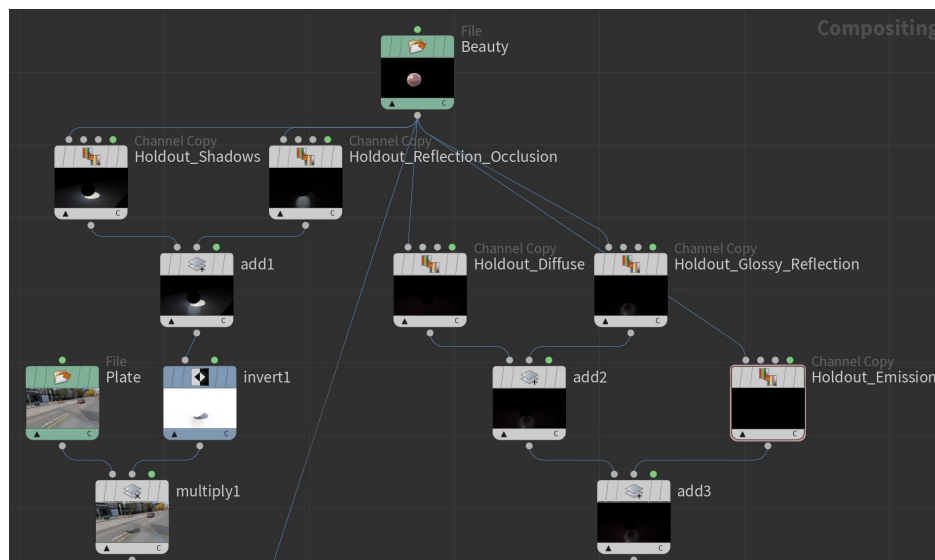 Compositing
File
Beauty
Channel Copy
Holdout_Shadows
Channel Copy
Holdout_Reflection_Occlusion
C
C
C
Channel Copy
Holdout_Diffuse
Channel Copy
Holdout_Glossy_Reflection
add1
C
C
C
File
Plate
invert1
add2
Channel Copy
Holdout_Emission
C
C
C
C
multiply1
add3
C
C